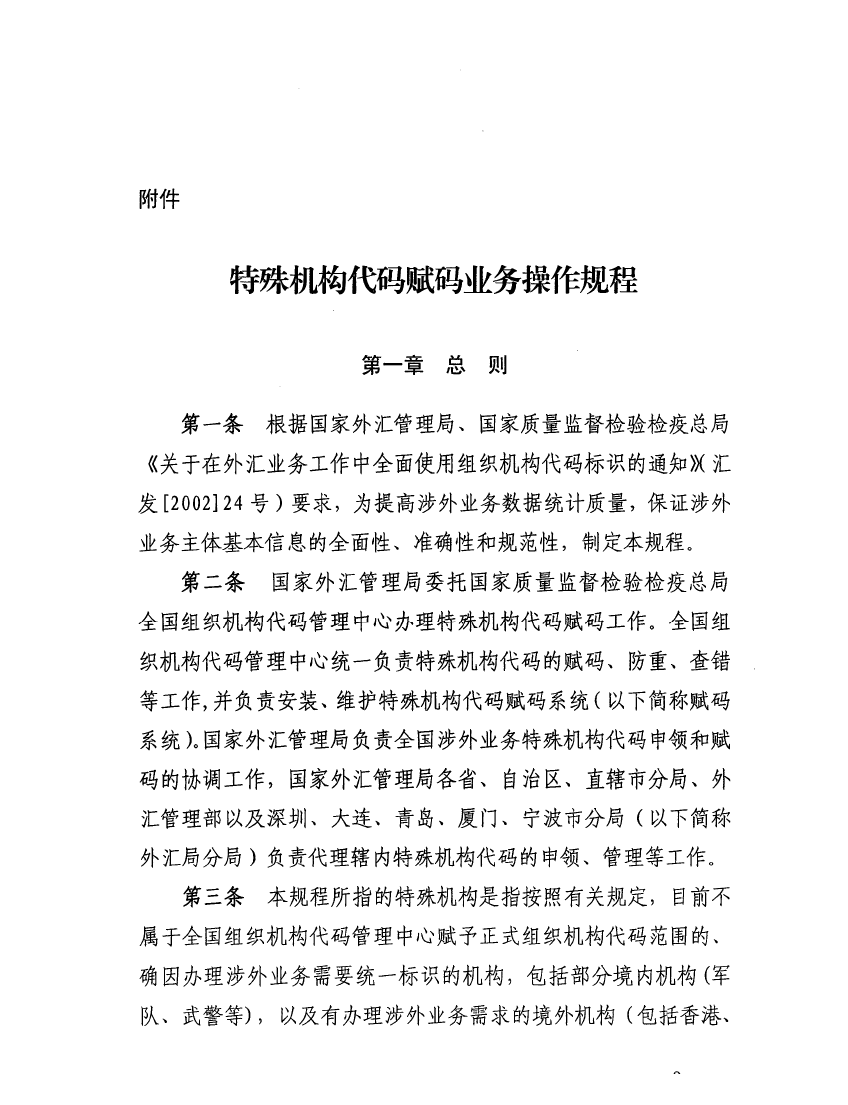 附件
特殊机构代码赋码业务操作规程
第一章 总 则
第一条 根据国家外汇管理局、国家质量监督检验检疫总局
《关于在外汇业务工作中全面使用组织机构代码标识的通知》（汇
发[2002]24 号）要求，为提高涉外业务数据统计质量，保证涉外
业务主体基本信息的全面性、准确性和规范性，制定本规程。
第二条 国家外汇管理局委托国家质量监督检验检疫总局
全国组织机构代码管理中心办理特殊机构代码赋码工作。全国组
织机构代码管理中心统一负责特殊机构代码的赋码、防重、查错
等工作,并负责安装、维护特殊机构代码赋码系统（以下简称赋码
系统）。国家外汇管理局负责全国涉外业务特殊机构代码申领和赋
码的协调工作，国家外汇管理局各省、自治区、直辖市分局、外
汇管理部以及深圳、大连、青岛、厦门、宁波市分局（以下简称
外汇局分局）负责代理辖内特殊机构代码的申领、管理等工作。
第三条 本规程所指的特殊机构是指按照有关规定，目前不
属于全国组织机构代码管理中心赋予正式组织机构代码范围的、
确因办理涉外业务需要统一标识的机构，包括部分境内机构(军
队、武警等)，以及有办理涉外业务需求的境外机构（包括香港、